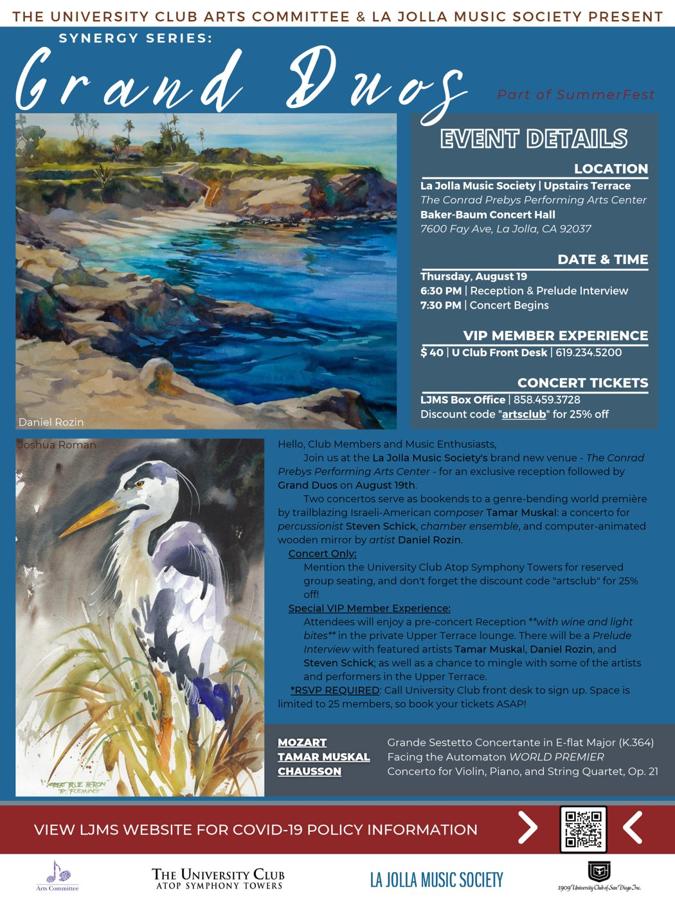 THE UNIVERSITY CLUB ARTS COMMITTEE & LA JOLLA MUSIC SOCIETY PRESENT
SYNERGY SERIES:
Grand Duos
Part of SummerFest
EVENT DETAILS
LOCATION
La Jolla Music Society | Upstairs Terrace
The Conrad Prebys Performing Arts Center
Baker-Baum Concert Hall
7600 Fay Ave, La Jolla, CA 92037
DATE & TIME
Thursday, August 19
6:30 PM | Reception & Prelude Interview
7:30 PM | Concert Begins
VIP MEMBER EXPERIENCE
$ 40 | U Club Front Desk | 619.234.5200
CONCERT TICKETS
LJMS Box Office | 858.459.3728
Discount code "artsclub" for 25% off
Daniel Rozin
Joshua Roman
Hello, Club Members and Music Enthusiasts,
Join us at the La Jolla Music Society's brand new venue - The Conrad
Prebys Performing Arts Center - for an exclusive reception followed by
Grand Duos on August 19th.
Two concertos serve as bookends to a genre-bending world première
by trailblazing Israeli-American composer Tamar Muskal: a concerto for
percussionist Steven Schick, chamber ensemble, and computer-animated
wooden mirror by artist Daniel Rozin.
Concert Only:
Mention the University Club Atop Symphony Towers for reserved
group seating, and don't forget the discount code "artsclub" for 25%
off!
Special VIP Member Experience:
Attendees will enjoy a pre-concert Reception **with wine and light
bites** in the private Upper Terrace lounge. There will be a Prelude
Interview with featured artists Tamar Muskal, Daniel Rozin, and
Steven Schick; as well as a chance to mingle with some of the artists
and performers in the Upper Terrace.
*RSVP REQUIRED: Call University Club front desk to sign up. Space is
limited to 25 members, so book your tickets ASAP!
MOZART Grande Sestetto Concertante in E-flat Major (K.364)
TAMAR MUSKAL Facing the Automaton WORLD PREMIER
CHAUSSON Concerto for Violin, Piano, and String Quartet, Op. 21
VIEW LJMS WEBSITE FOR COVID-19 POLICY INFORMATION
Arts Committee
THE UNIVERSITY CLUB
ATOP SYMPHONY TOWERS
LA JOLLA MUSIC SOCIETY
1909 University Club of San Diego Inc.